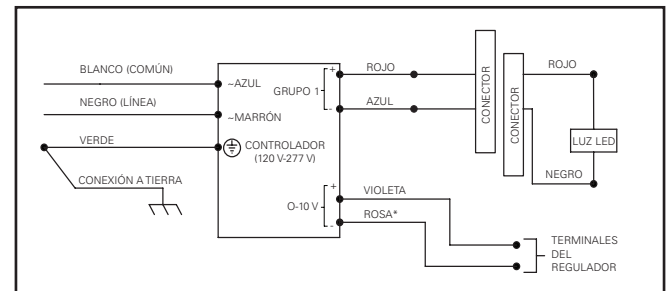 BLANCO (COMÚN)
NEGRO (LÍNEA)
VERDE
CONEXIÓN A TIERRA
~AZUL
~MARRÓN
CONTROLADOR
(120 V-277 V)
+
GRUPO 1
-
+
O-10 V
-
ROJO
AZUL
VIOLETA
ROSA*
CONECTOR
CONECTOR
ROJO
LUZ LED
NEGRO
TERMINALES
DEL
REGULADOR